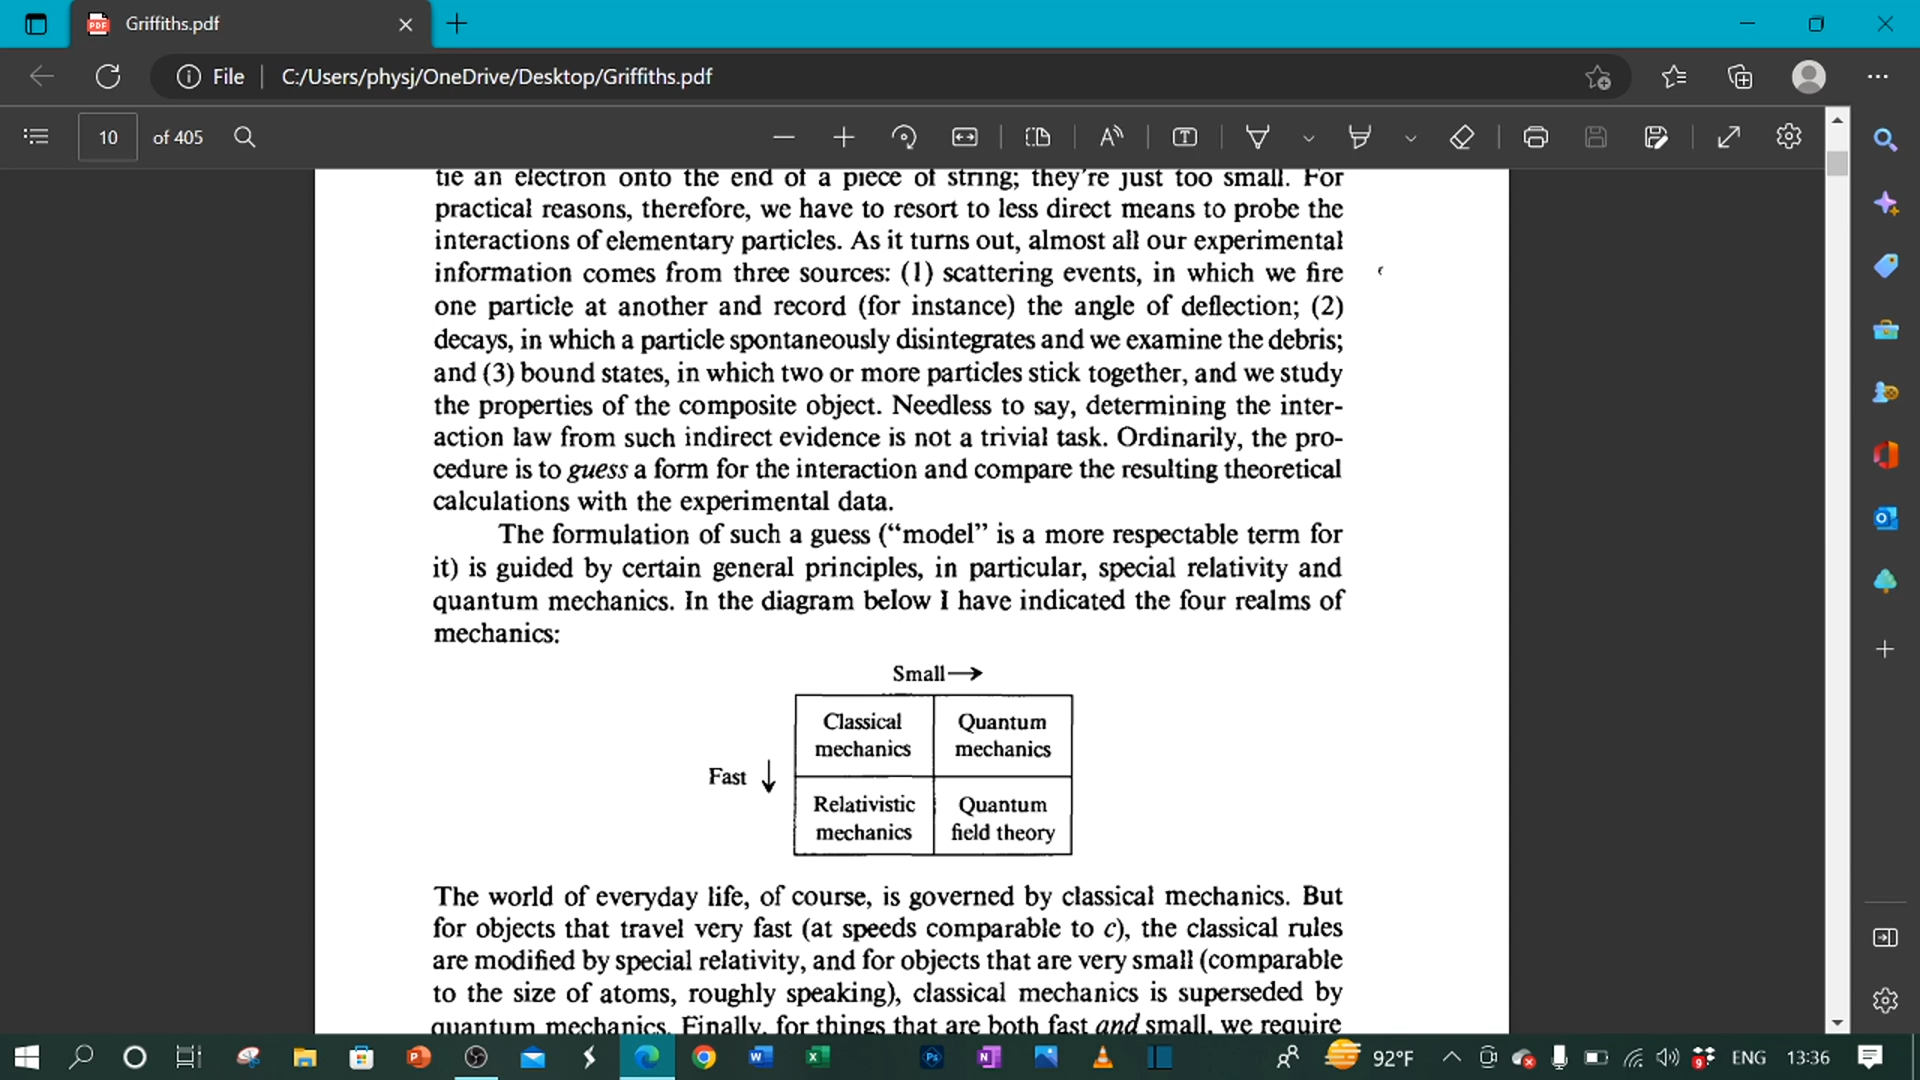 Griffiths.pdf
File C:/Users/physj/OneDrive/Desktop/Griffiths.pdf
10 of 405
tie an electron onto the end of a piece of string; they're just too small. For
practical reasons, therefore, we have to resort to less direct means to probe the
interactions of elementary particles. As it turns out, almost all our experimental
information comes from three sources: (1) scattering events, in which we fire
one particle at another and record (for instance) the angle of deflection; (2)
decays, in which a particle spontaneously disintegrates and we examine the debris;
and (3) bound states, in which two or more particles stick together, and we study
the properties of the composite object. Needless to say, determining the inter-
action law from such indirect evidence is not a trivial task. Ordinarily, the pro-
cedure is to guess a form for the interaction and compare the resulting theoretical
calculations with the experimental data.
The formulation of such a guess ("model" is a more respectable term for
it) is guided by certain general principles, in particular, special relativity and
quantum mechanics. In the diagram below I have indicated the four realms of
mechanics:
Small→
Classical
mechanics
Quantum
mechanics
Fast ↓
Relativistic
mechanics
Quantum
field theory
The world of everyday life, of course, is governed by classical mechanics. But
for objects that travel very fast (at speeds comparable to c), the classical rules
are modified by special relativity, and for objects that are very small (comparable
to the size of atoms, roughly speaking), classical mechanics is superseded by
quantum mechanics. Finally, for things that are both fast and small, we require
92°F ENG 13:36